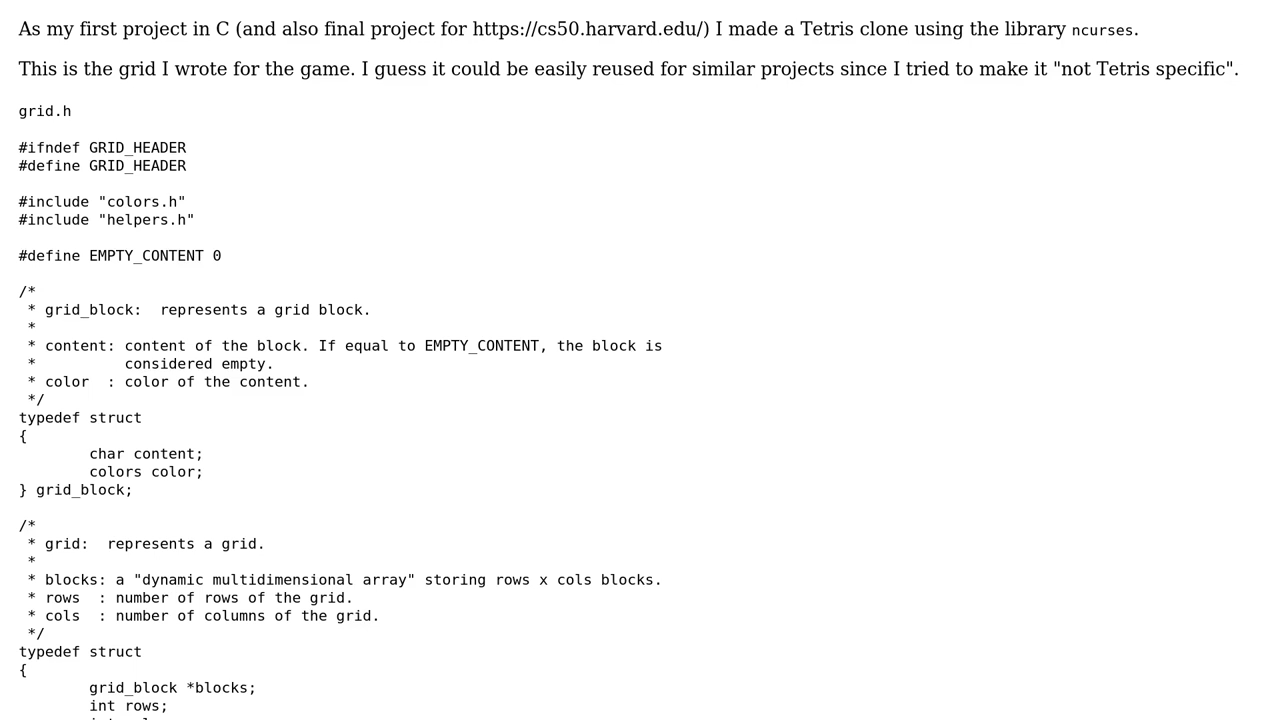 As my first project in C (and also final project for https://cs50.harvard.edu/) I made a Tetris clone using the library ncurses.
This is the grid I wrote for the game. I guess it could be easily reused for similar projects since I tried to make it "not Tetris specific".
grid.h
#ifndef GRID_HEADER
#define GRID_HEADER
#include "colors.h"
#include "helpers.h"
#define EMPTY_CONTENT 0
/*
 * grid_block:  represents a grid block.
 *
 * content: content of the block. If equal to EMPTY_CONTENT, the block is
 *          considered empty.
 * color  : color of the content.
 */
typedef struct
{
        char content;
        colors color;
} grid_block;
/*
 * grid:  represents a grid.
 *
 * blocks: a "dynamic multidimensional array" storing rows x cols blocks.
 * rows  : number of rows of the grid.
 * cols  : number of columns of the grid.
 */
typedef struct
{
        grid_block *blocks;
        int rows;